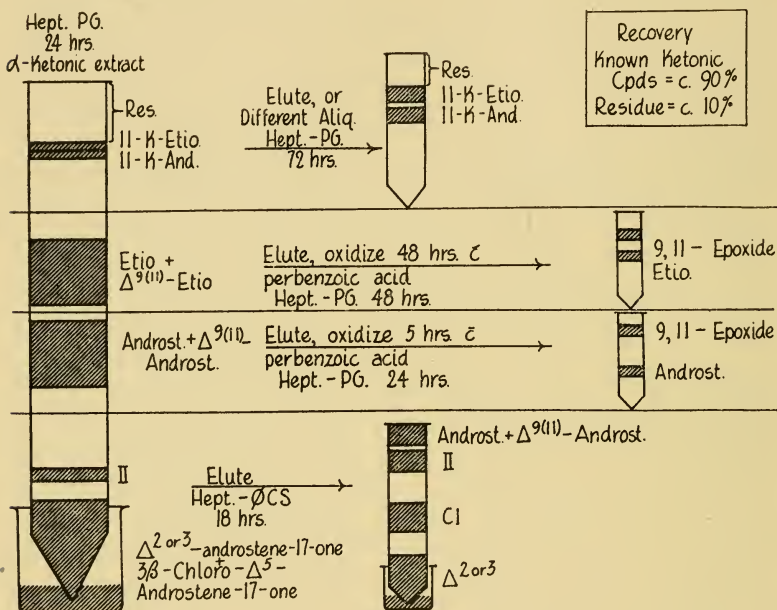 Hept. PG.
24 hrs.
α-Ketonic extract
Res.
11-K-Etio.
11-K-And.
Elute, or
Different Aliq.
Hept.-PG.
72 hrs.
Res.
11-K-Etio.
11-K-And.
Recovery
Known Ketonic
Cpds = c. 90%
Residue = c. 10%
Etio +
Δ⁹⁽¹¹⁾-Etio
Elute, oxidize 48 hrs. c̄
perbenzoic acid
Hept.-PG. 48 hrs.
9, 11 - Epoxide
Etio.
Androst. + Δ⁹⁽¹¹⁾-
Androst.
Elute, oxidize 5 hrs. c̄
perbenzoic acid
Hept.-PG. 24 hrs.
9, 11 - Epoxide
Androst.
II
Elute
Hept.-ØCS
18 hrs.
Δ² ᵒʳ ³-androstene-17-one
+
3β-Chloro-Δ⁵-
Androstene-17-one
Androst. + Δ⁹⁽¹¹⁾-Androst.
II
Cl
Δ² ᵒʳ ³